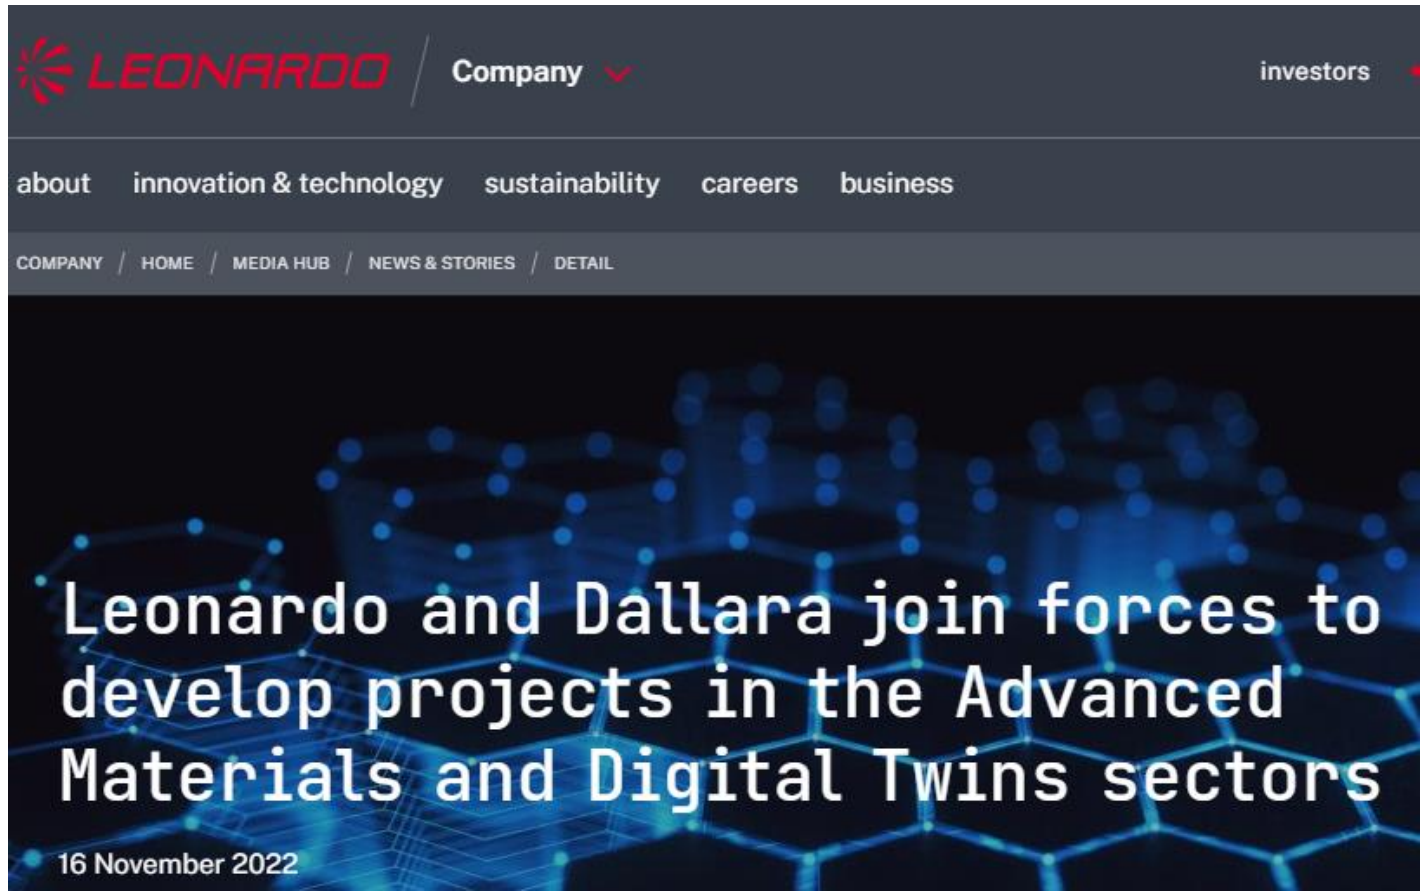 LEONARDO
Company
investors
about
innovation & technology
sustainability
careers
business
COMPANY / HOME / MEDIA HUB / NEWS & STORIES / DETAIL
Leonardo and Dallara join forces to
develop projects in the Advanced
Materials and Digital Twins sectors
16 November 2022